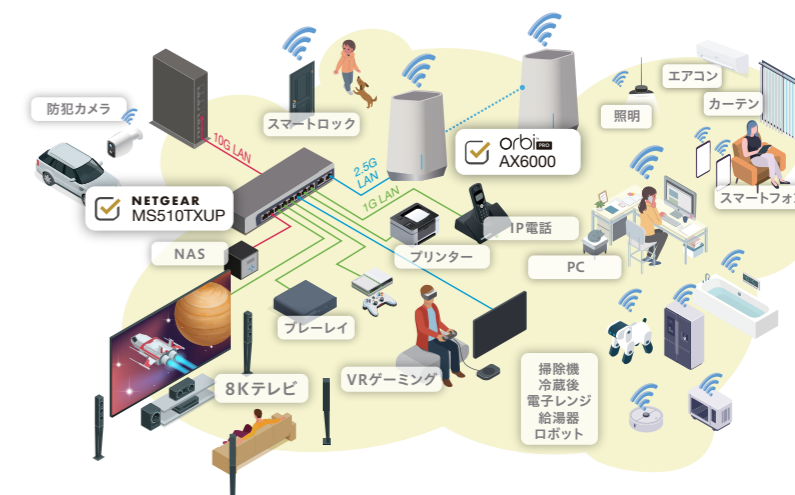 防犯カメラ
10G LAN
スマートロック
エアコン
照明
カーテン
orbi PRO
AX6000
2.5G
LAN
1G LAN
NETGEAR
MS510TXUP
スマートフォン
IP電話
プリンター
NAS
PC
ブルーレイ
VRゲーミング
8Kテレビ
掃除機
冷蔵後
電子レンジ
給湯器
ロボット